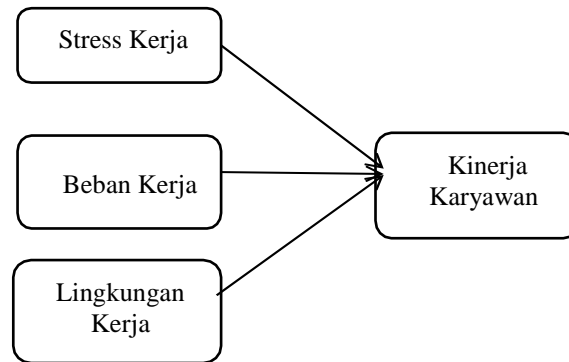 Stress Kerja
Beban Kerja
Kinerja
Karyawan
Lingkungan
Kerja